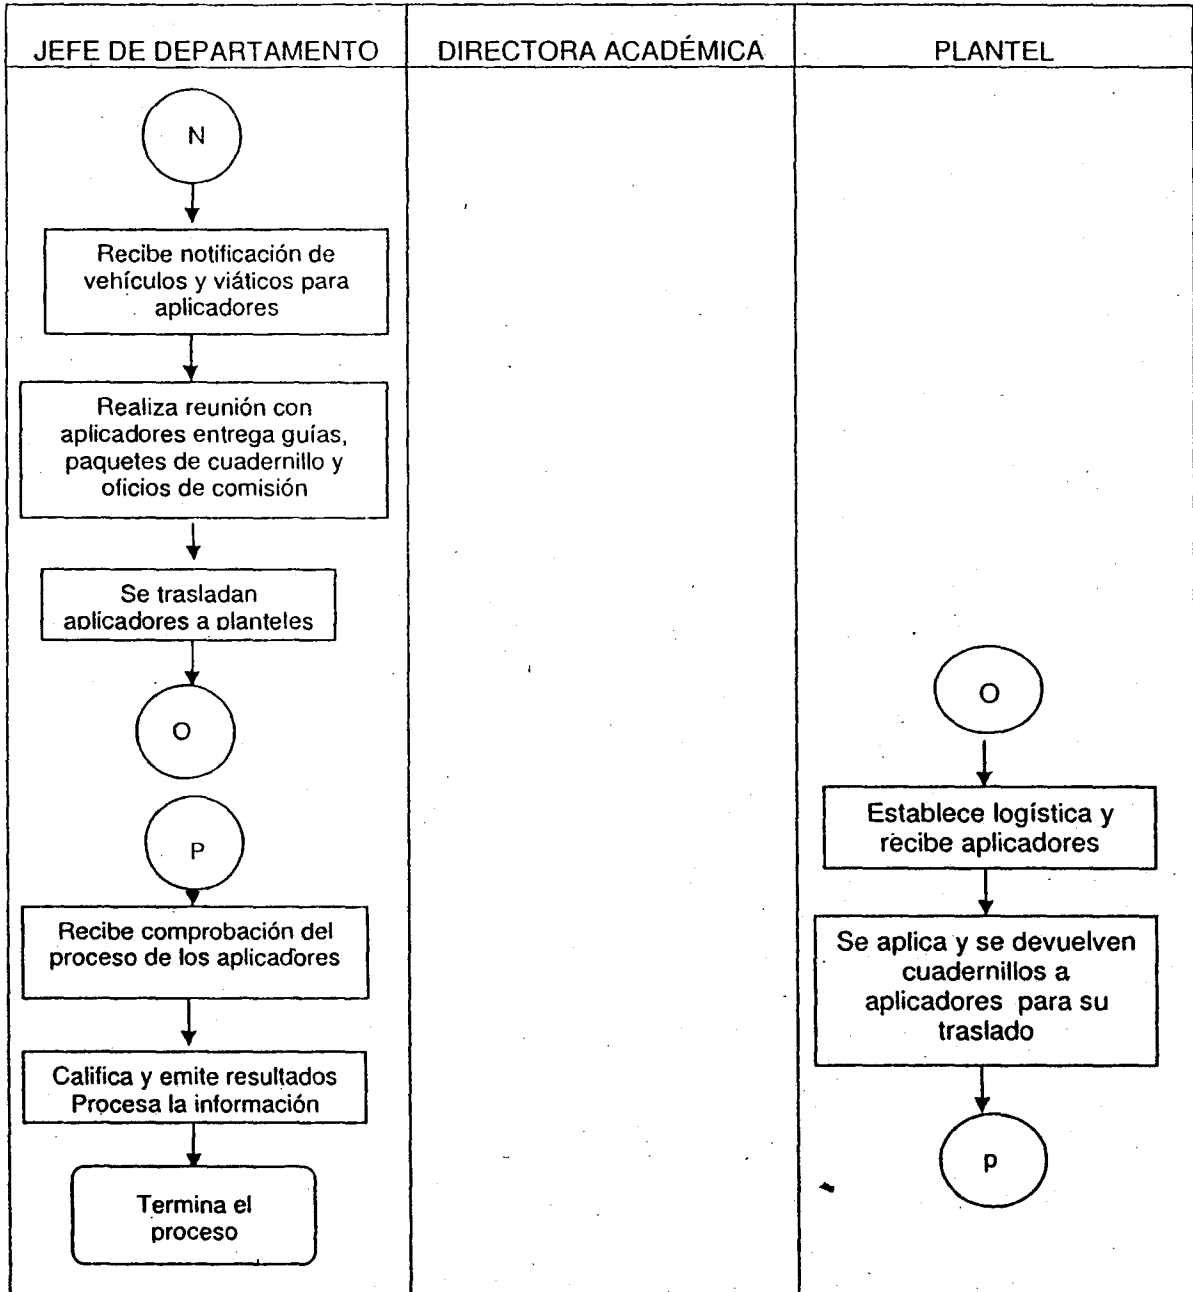 JEFE DE DEPARTAMENTO
DIRECTORA ACADÉMICA
PLANTEL
N
Recibe notificación de
vehículos y viáticos para
aplicadores
Realiza reunión con
aplicadores entrega guías,
paquetes de cuadernillo y
oficios de comisión
Se trasladan
aplicadores a planteles
O
P
Recibe comprobación del
proceso de los aplicadores
Califica y emite resultados
Procesa la información
Termina el
proceso
O
Establece logística y
recibe aplicadores
Se aplica y se devuelven
cuadernillos a
aplicadores para su
traslado
p